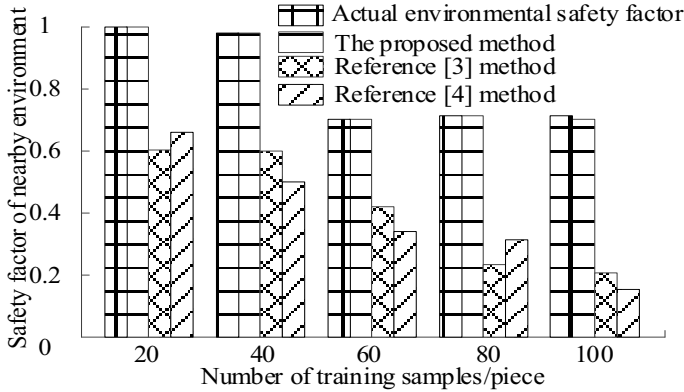 Actual environmental safety factor
The proposed method
Reference [3] method
Reference [4] method
Safety factor of nearby environment
1
0.8
0.6
0.4
0.2
0
20 40 60 80 100
Number of training samples/piece